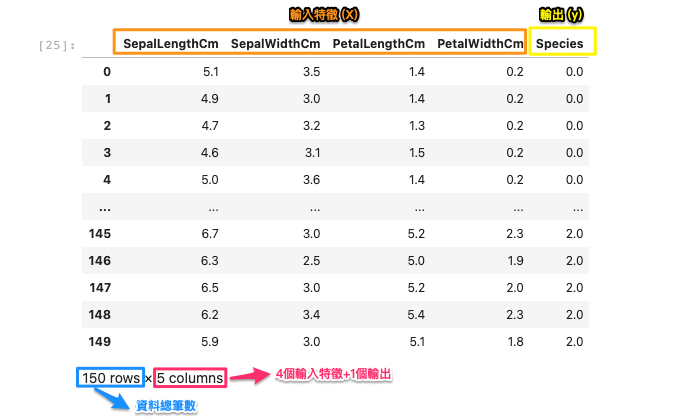 輸入特徵 (X) 輸出 (y)
[25]: SepalLengthCm SepalWidthCm PetalLengthCm PetalWidthCm Species
0 5.1 3.5 1.4 0.2 0.0
1 4.9 3.0 1.4 0.2 0.0
2 4.7 3.2 1.3 0.2 0.0
3 4.6 3.1 1.5 0.2 0.0
4 5.0 3.6 1.4 0.2 0.0
... ... ... ... ... ...
145 6.7 3.0 5.2 2.3 2.0
146 6.3 2.5 5.0 1.9 2.0
147 6.5 3.0 5.2 2.0 2.0
148 6.2 3.4 5.4 2.3 2.0
149 5.9 3.0 5.1 1.8 2.0
150 rows × 5 columns 4個輸入特徵+1個輸出
資料總筆數